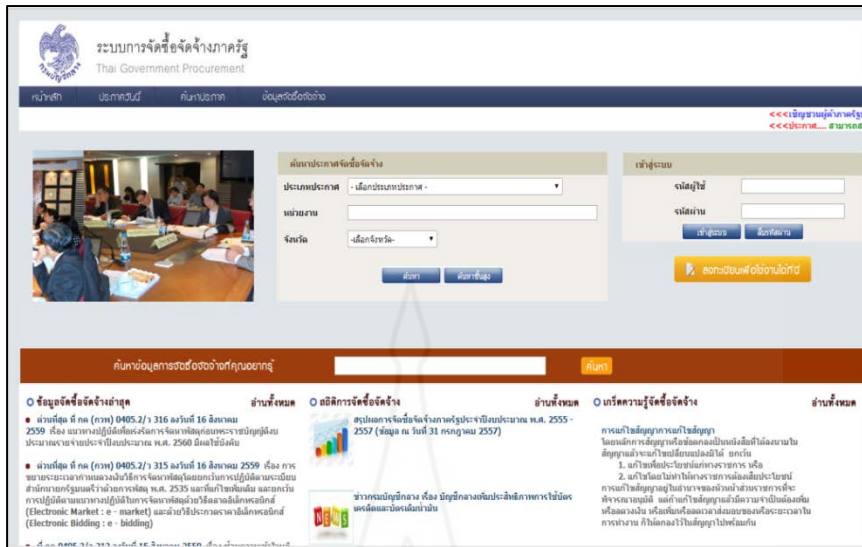 ระบบการจัดซื้อจัดจ้างภาครัฐ
Thai Government Procurement
กรมบัญชีกลาง
หน้าหลัก ประกาศวันนี้ ค้นหาประกาศ ข้อมูลจัดซื้อจัดจ้าง
<<<เชิญชวนผู้ค้าภาครัฐ
<<<ประกาศ.... สามารถส
ค้นหาประกาศจัดซื้อจัดจ้าง
ประเภทประกาศ - เลือกประเภทประกาศ -
หน่วยงาน
จังหวัด -เลือกจังหวัด-
ค้นหา ค้นหาขั้นสูง
เข้าสู่ระบบ
รหัสผู้ใช้
รหัสผ่าน
เข้าสู่ระบบ ลืมรหัสผ่าน
ลงทะเบียนเพื่อใช้งานได้ที่นี่
ค้นหาข้อมูลการจัดซื้อจัดจ้างที่คุณอยากรู้ ค้นหา
ข้อมูลจัดซื้อจัดจ้างล่าสุด อ่านทั้งหมด
ด่วนที่สุด ที่ กค (กวพ) 0405.2/ว 316 ลงวันที่ 16 สิงหาคม
2559 เรื่อง แนวทางปฏิบัติเพื่อเร่งรัดการจัดหาพัสดุก่อนพระราชบัญญัติงบ
ประมาณรายจ่ายประจำปีงบประมาณ พ.ศ. 2560 มีผลใช้บังคับ
ด่วนที่สุด ที่ กค (กวพ) 0405.2/ว 315 ลงวันที่ 16 สิงหาคม 2559 เรื่อง การ
ขยายระยะเวลากำหนดวงเงินวิธีการจัดหาพัสดุโดยยกเว้นการปฏิบัติตามระเบียบ
สำนักนายกรัฐมนตรีว่าด้วยการพัสดุ พ.ศ. 2535 และที่แก้ไขเพิ่มเติม และยกเว้น
การปฏิบัติตามแนวทางปฏิบัติในการจัดหาพัสดุด้วยวิธีตลาดอิเล็กทรอนิกส์
(Electronic Market : e - market) และด้วยวิธีประกวดราคาอิเล็กทรอนิกส์
(Electronic Bidding : e - bidding)
สถิติการจัดซื้อจัดจ้าง อ่านทั้งหมด
สรุปผลการจัดซื้อจัดจ้างภาครัฐประจำปีงบประมาณ พ.ศ. 2555 -
2557 (ข้อมูล ณ วันที่ 31 กรกฎาคม 2557)
NEWS
ข่าวกรมบัญชีกลาง เรื่อง บัญชีกลางเพิ่มประสิทธิภาพการใช้บัตร
เครดิตและบัตรเติมน้ำมัน
เกร็ดความรู้จัดซื้อจัดจ้าง อ่านทั้งหมด
การแก้ไขสัญญาการแก้ไขสัญญา
โดยหลักการสัญญาหรือข้อตกลงเป็นหนังสือที่ได้ลงนามใน
สัญญาแล้วจะแก้ไขเปลี่ยนแปลงมิได้ ยกเว้น
1. แก้ไขเพื่อประโยชน์แก่ทางราชการ หรือ
2. แก้ไขโดยไม่ทำให้ทางราชการต้องเสียประโยชน์
การแก้ไขสัญญาอยู่ในอำนาจของหัวหน้าส่วนราชการที่จะ
พิจารณาอนุมัติ แต่ถ้าแก้ไขสัญญาแล้วมีความจำเป็นต้องเพิ่ม
หรือลดวงเงิน หรือเพิ่มหรือลดเวลาส่งมอบของหรือระยะเวลาใน
การทำงาน ก็ให้ตกลงไว้ในสัญญาไปพร้อมกัน